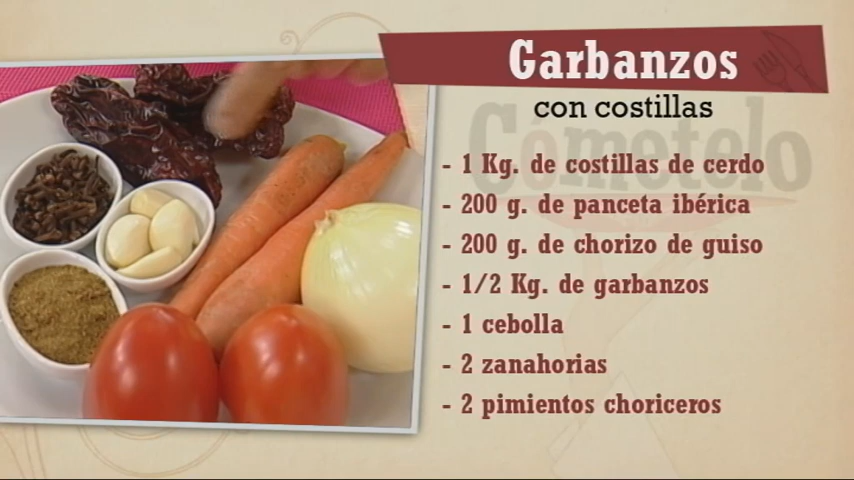 Garbanzos
con costillas
Cómetelo
- 1 Kg. de costillas de cerdo
- 200 g. de panceta ibérica
- 200 g. de chorizo de guiso
- 1/2 Kg. de garbanzos
- 1 cebolla
- 2 zanahorias
- 2 pimientos choriceros